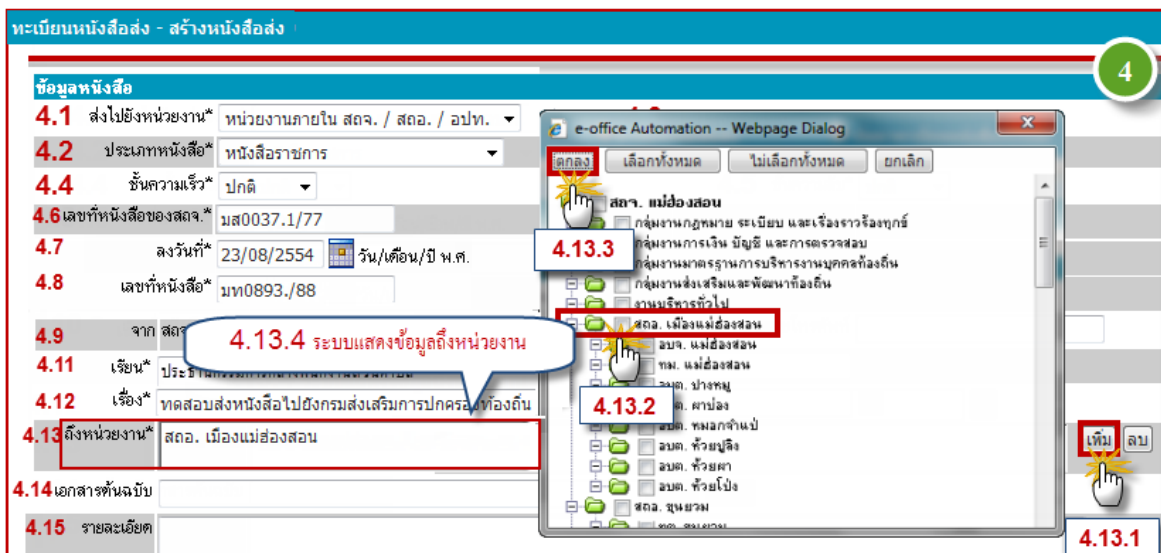 ทะเบียนหนังสือส่ง - สร้างหนังสือส่ง
4
ข้อมูลหนังสือ
4.1 ส่งไปยังหน่วยงาน* หน่วยงานภายใน สถจ. / สถอ. / อปท.
4.2 ประเภทหนังสือ* หนังสือราชการ
4.4 ชั้นความเร็ว* ปกติ
4.6 เลขที่หนังสือของสถจ.* มส0037.1/77
4.7 ลงวันที่* 23/08/2554 วัน/เดือน/ปี พ.ศ.
4.8 เลขที่หนังสือ* มท0893./88
4.9 จาก
4.13.4 ระบบแสดงข้อมูลถึงหน่วยงาน
4.11 เรียน*
4.12 เรื่อง* ทดสอบส่งหนังสือไปยังกรมส่งเสริมการปกครองท้องถิ่น
4.13 ถึงหน่วยงาน* สถอ. เมืองแม่ฮ่องสอน
4.14 เอกสารต้นฉบับ
4.15 รายละเอียด
e-office Automation -- Webpage Dialog
ตกลง เลือกทั้งหมด ไม่เลือกทั้งหมด ยกเลิก
สถจ. แม่ฮ่องสอน
กลุ่มงานกฎหมาย ระเบียบ และเรื่องราวร้องทุกข์
กลุ่มงานการเงิน บัญชี และการตรวจสอบ
4.13.3
กลุ่มงานมาตรฐานการบริหารงานบุคคลท้องถิ่น
กลุ่มงานส่งเสริมและพัฒนาท้องถิ่น
งานบริหารทั่วไป
สถอ. เมืองแม่ฮ่องสอน
อบจ. แม่ฮ่องสอน
ทม. แม่ฮ่องสอน
อบต. ปางหมู
4.13.2
อบต. ผาบ่อง
อบต. หมอกจำแป่
อบต. ห้วยปูลิง
อบต. ห้วยผา
อบต. ห้วยโป่ง
สถอ. ขุนยวม
ทต. ขุนยวม
เพิ่ม ลบ
4.13.1